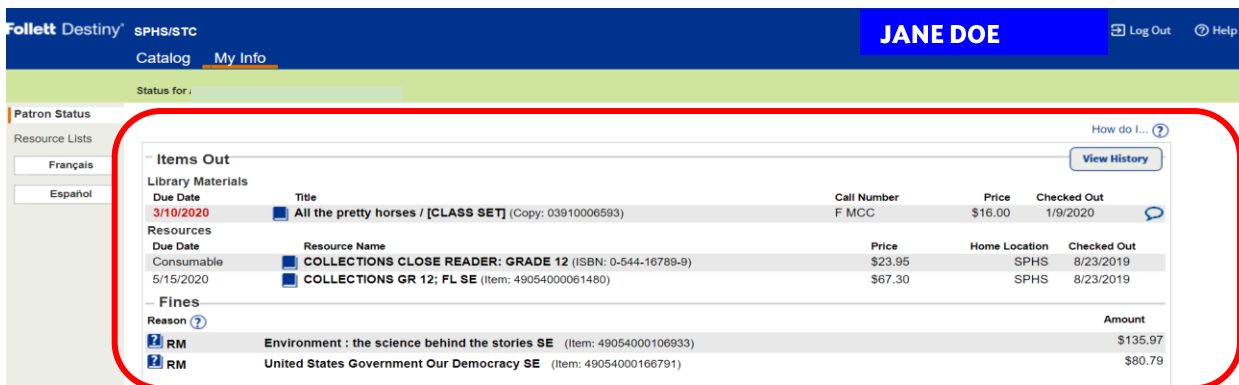 Follett Destiny® SPHS/STC JANE DOE Log Out ? Help
Catalog My Info
Status for
Patron Status
Resource Lists How do I... ?
Français Items Out View History
Español Library Materials
Due Date Title Call Number Price Checked Out
3/10/2020 All the pretty horses / [CLASS SET] (Copy: 03910006593) F MCC $16.00 1/9/2020
Resources
Due Date Resource Name Price Home Location Checked Out
Consumable COLLECTIONS CLOSE READER: GRADE 12 (ISBN: 0-544-16789-9) $23.95 SPHS 8/23/2019
5/15/2020 COLLECTIONS GR 12; FL SE (Item: 49054000061480) $67.30 SPHS 8/23/2019
Fines
Reason ? Amount
? RM Environment : the science behind the stories SE (Item: 49054000106933) $135.97
? RM United States Government Our Democracy SE (Item: 49054000166791) $80.79